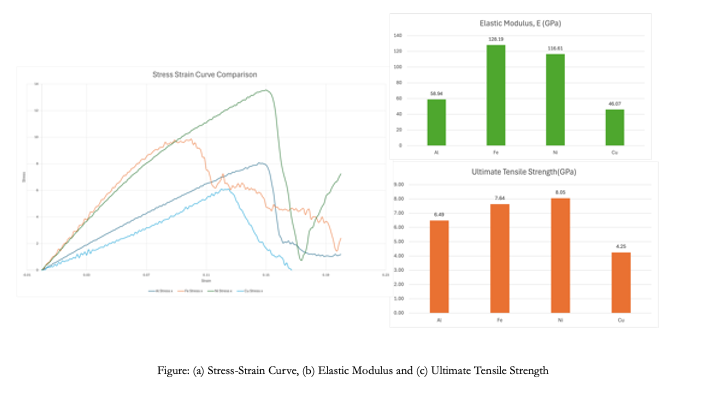 Stress Strain Curve Comparison
Stress
Strain
Elastic Modulus, E (GPa)
140
120
100
80
60
40
20
0
58.94
128.19
116.61
46.07
Al
Fe
Ni
Cu
Ultimate Tensile Strength(GPa)
9.00
8.00
7.00
6.00
5.00
4.00
3.00
2.00
1.00
0.00
6.49
7.64
8.05
4.25
Al
Fe
Ni
Cu
Figure: (a) Stress-Strain Curve, (b) Elastic Modulus and (c) Ultimate Tensile Strength